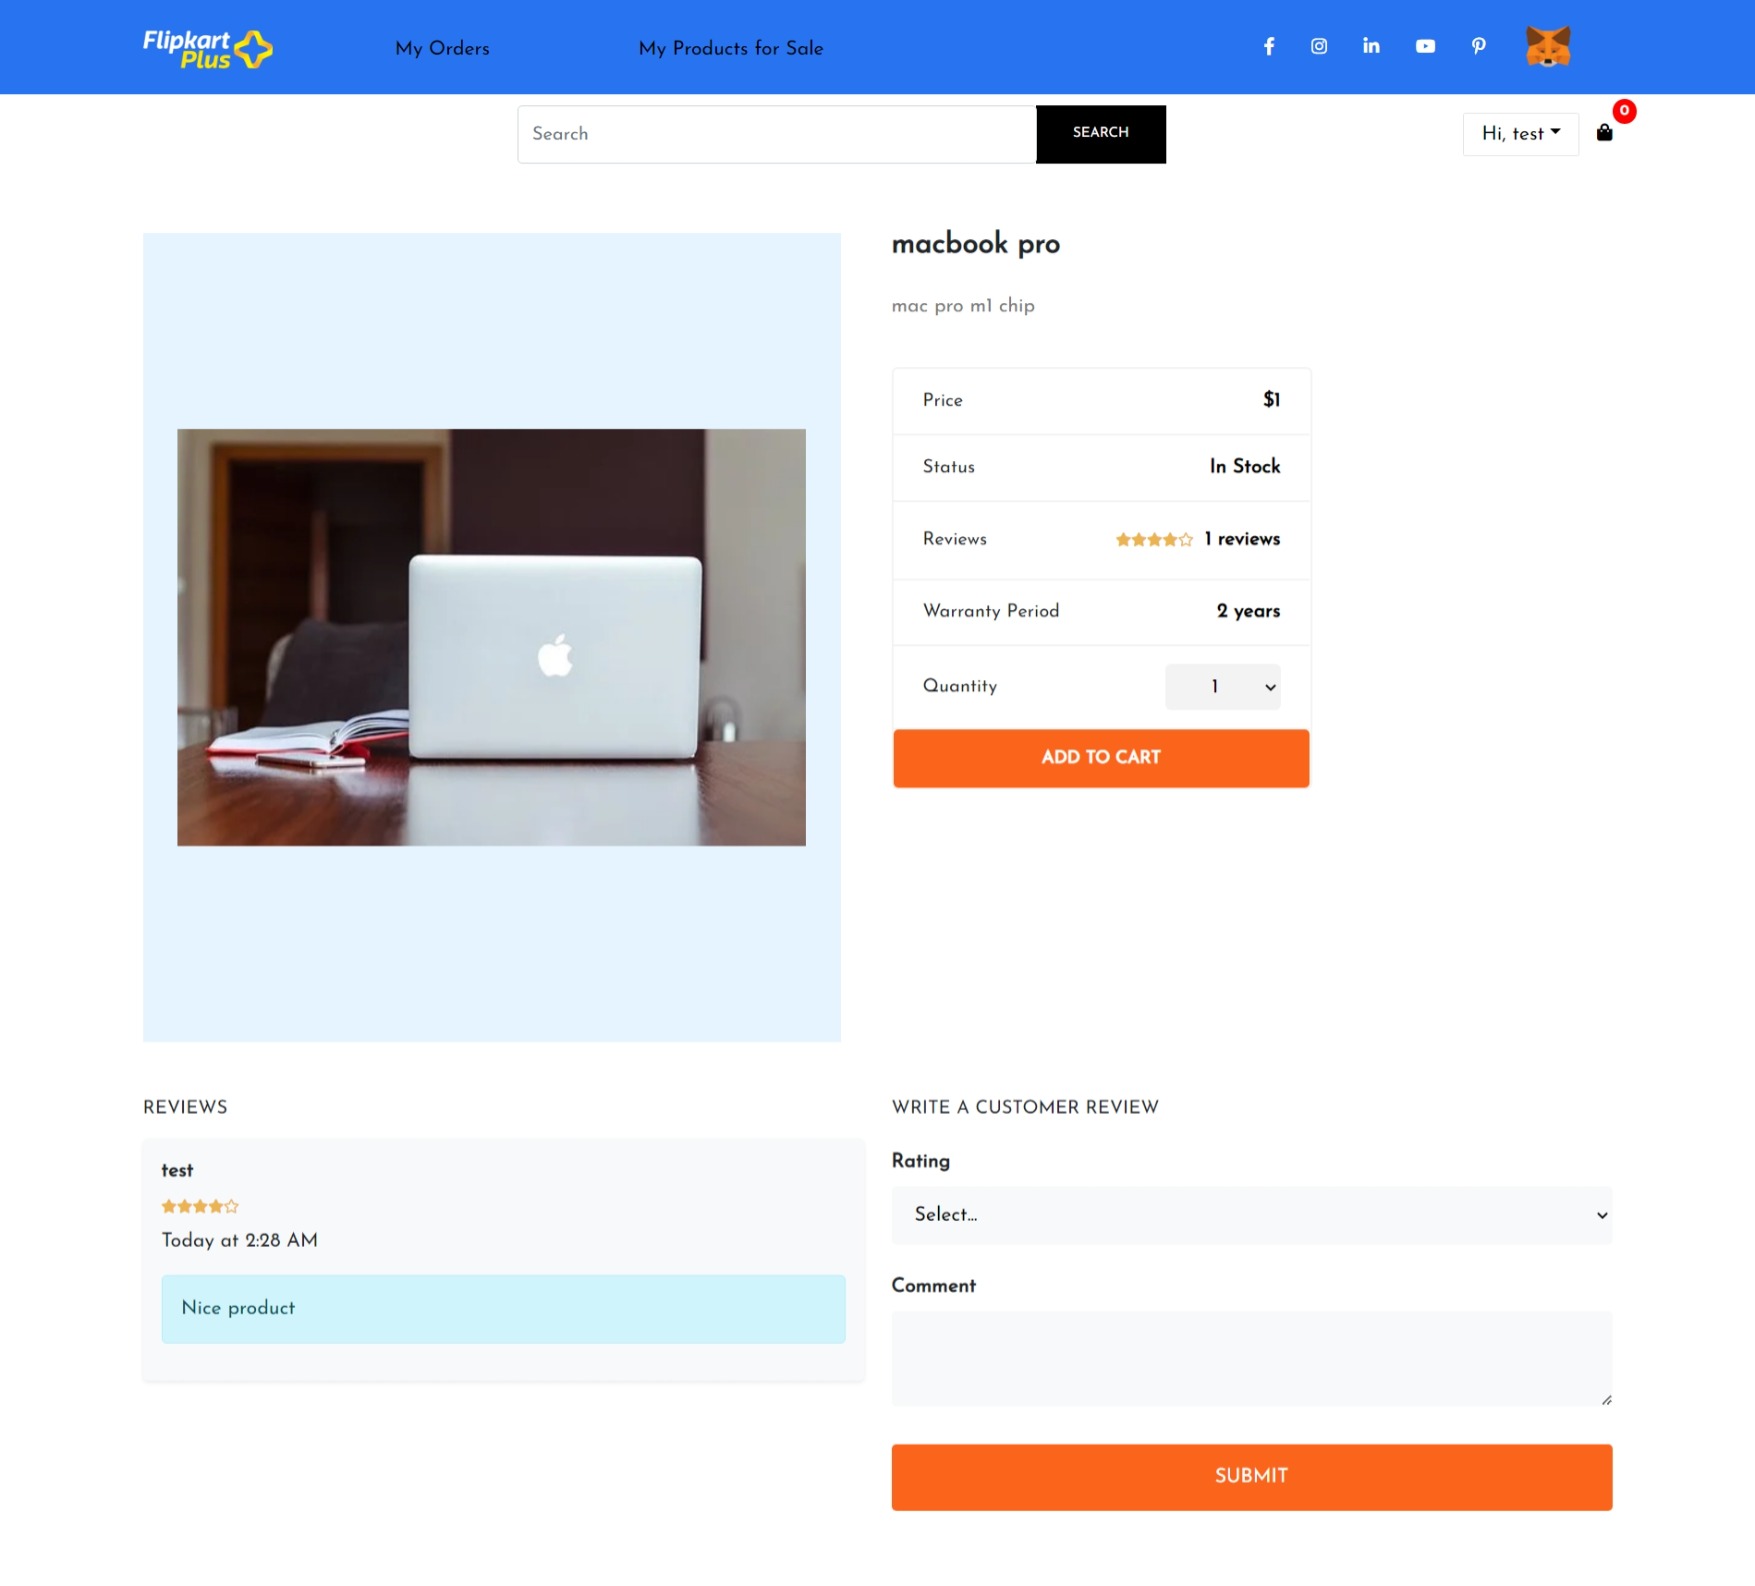 Flipkart
Plus
My Orders
My Products for Sale
Search
SEARCH
Hi, test
0
macbook pro
mac pro m1 chip
Price $1
Status In Stock
Reviews 1 reviews
Warranty Period 2 years
Quantity 1
ADD TO CART
REVIEWS
test
Today at 2:28 AM
Nice product
WRITE A CUSTOMER REVIEW
Rating
Select...
Comment
SUBMIT